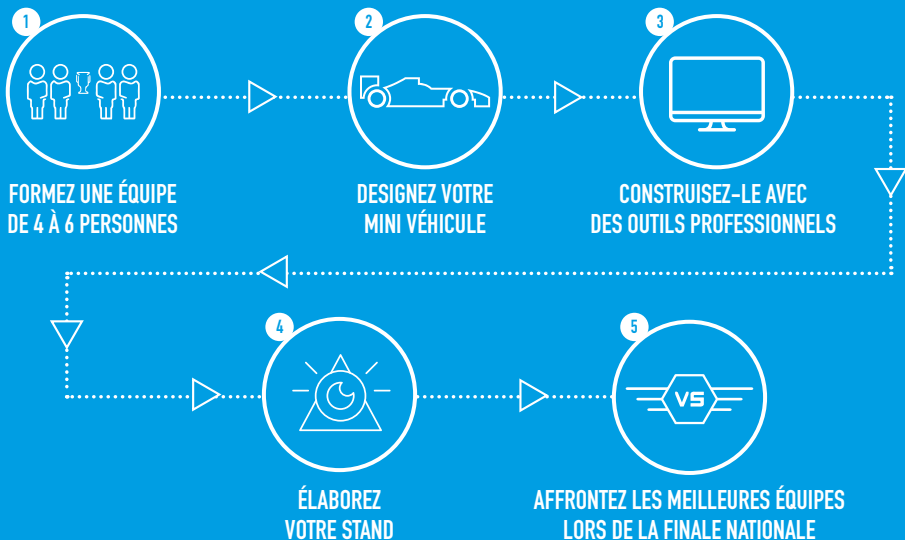 1
FORMEZ UNE ÉQUIPE
DE 4 À 6 PERSONNES
2
DESIGNEZ VOTRE
MINI VÉHICULE
3
CONSTRUISEZ-LE AVEC
DES OUTILS PROFESSIONNELS
4
ÉLABOREZ
VOTRE STAND
5
VS
AFFRONTEZ LES MEILLEURES ÉQUIPES
LORS DE LA FINALE NATIONALE